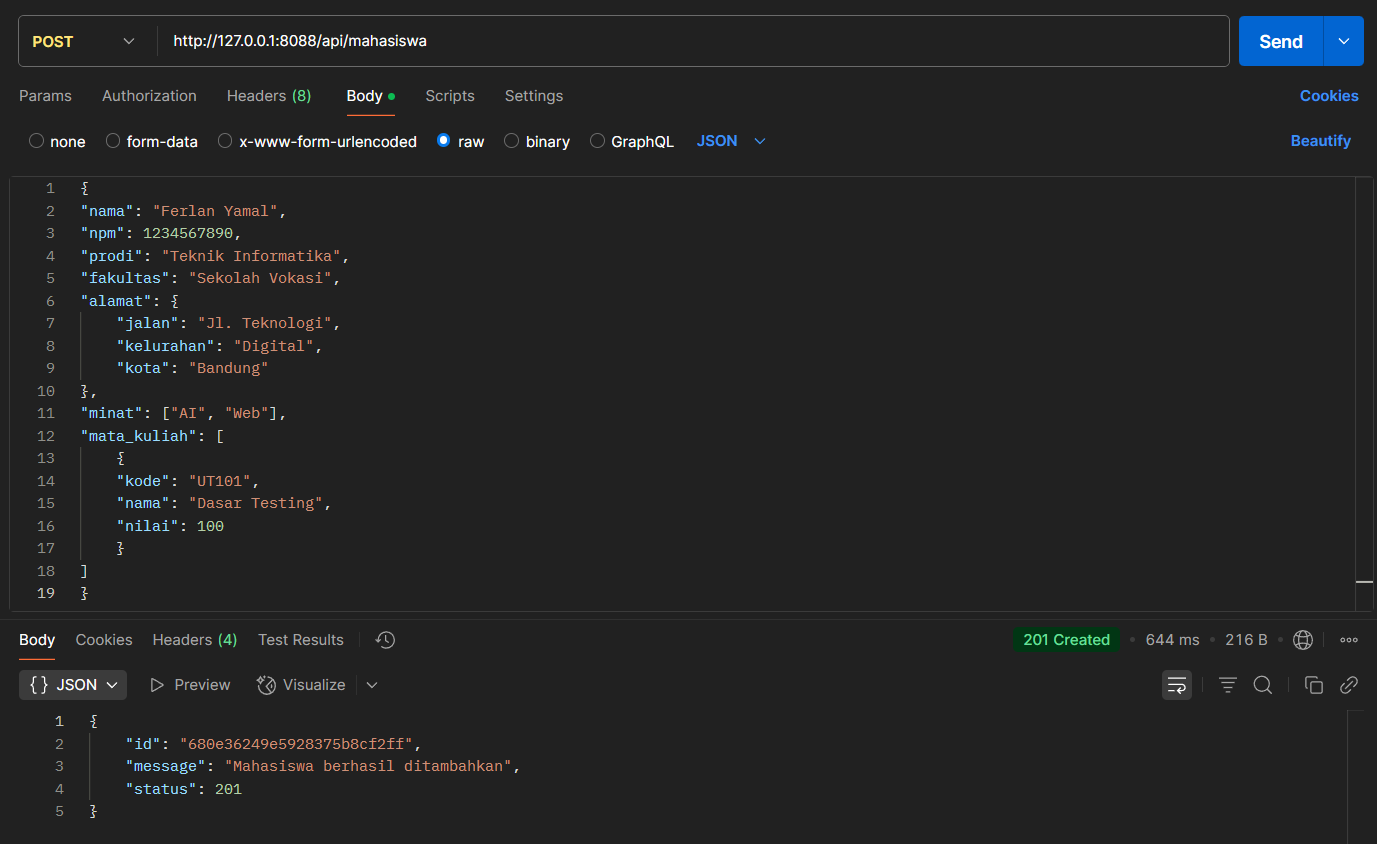 POST http://127.0.0.1:8088/api/mahasiswa Send
Params Authorization Headers (8) Body Scripts Settings Cookies
none form-data x-www-form-urlencoded raw binary GraphQL JSON Beautify
1 {
2 "nama": "Ferlan Yamal",
3 "npm": 1234567890,
4 "prodi": "Teknik Informatika",
5 "fakultas": "Sekolah Vokasi",
6 "alamat": {
7 "jalan": "Jl. Teknologi",
8 "kelurahan": "Digital",
9 "kota": "Bandung"
10 },
11 "minat": ["AI", "Web"],
12 "mata_kuliah": [
13 {
14 "kode": "UT101",
15 "nama": "Dasar Testing",
16 "nilai": 100
17 }
18 ]
19 }
Body Cookies Headers (4) Test Results 201 Created • 644 ms • 216 B •
{} JSON Preview Visualize
1 {
2 "id": "680e36249e5928375b8cf2ff",
3 "message": "Mahasiswa berhasil ditambahkan",
4 "status": 201
5 }